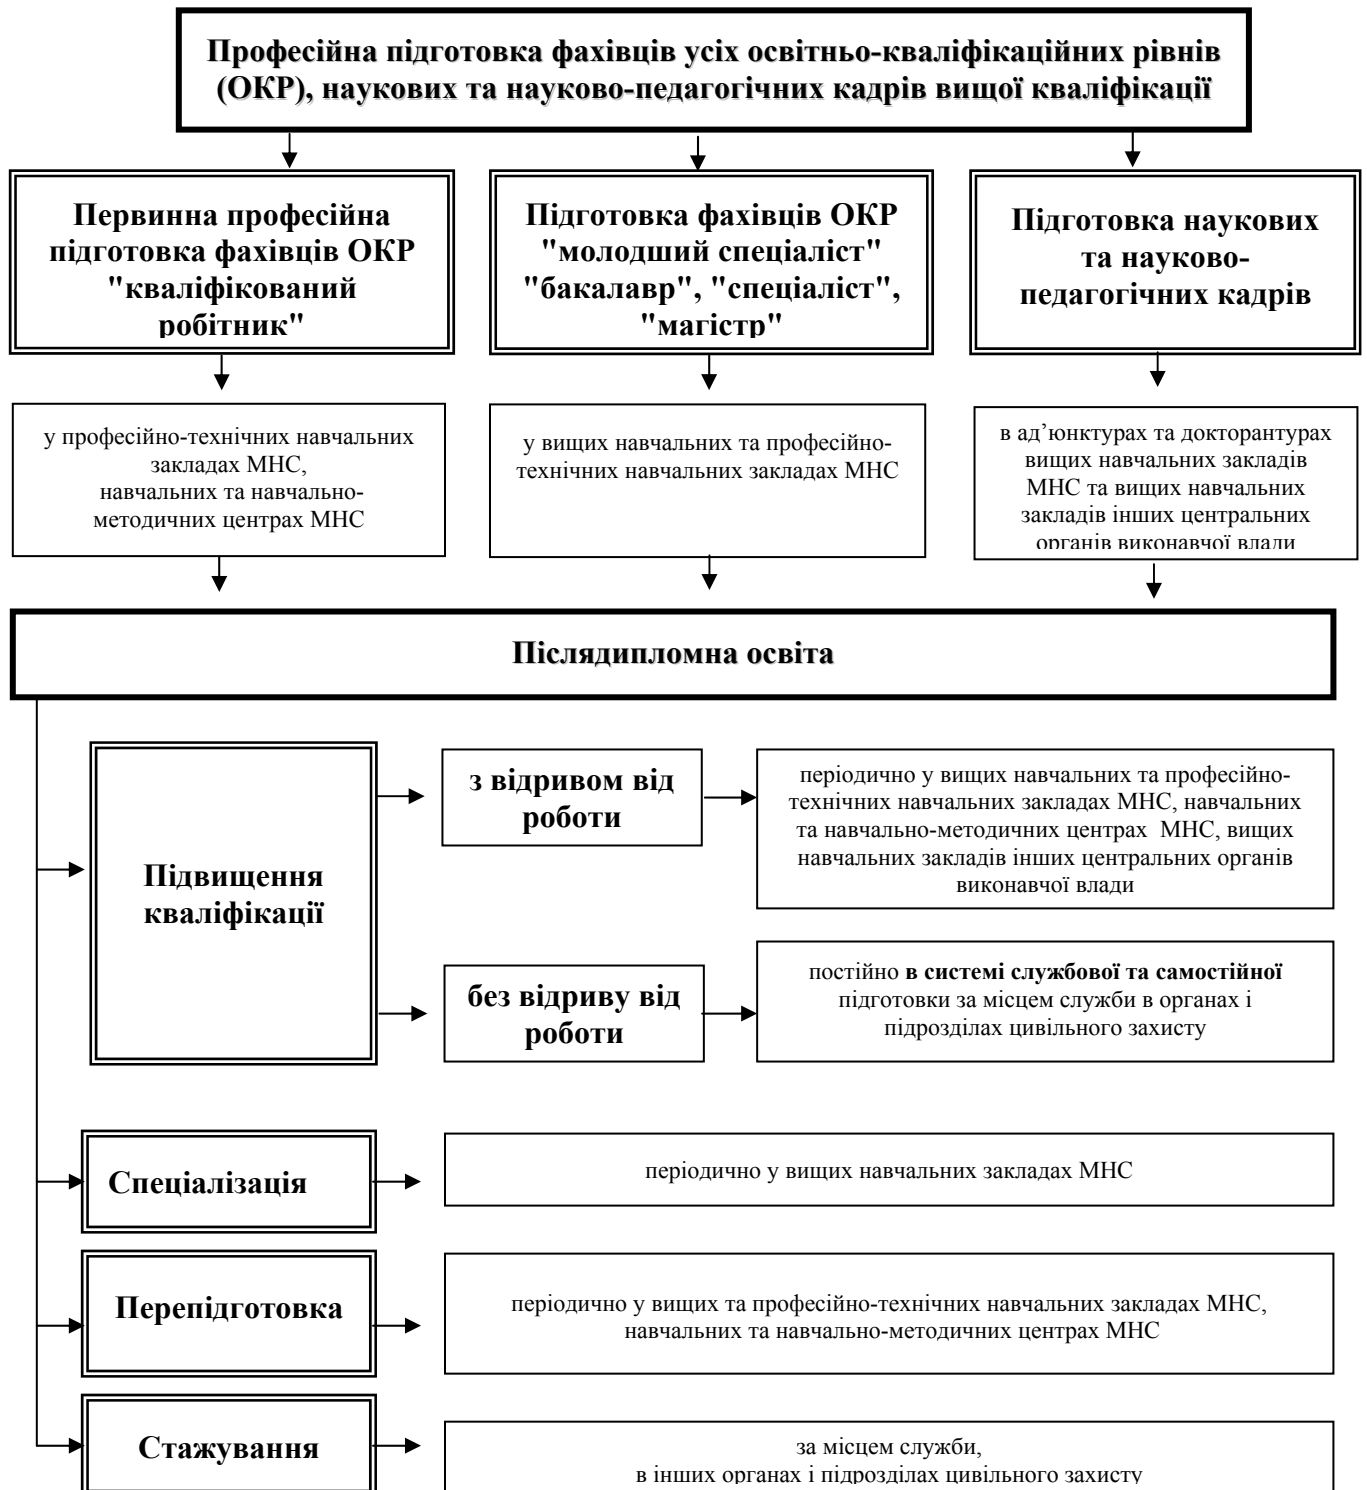 Професійна підготовка фахівців усіх освітньо-кваліфікаційних рівнів
(ОКР), наукових та науково-педагогічних кадрів вищої кваліфікації
Первинна професійна
підготовка фахівців ОКР
"кваліфікований
робітник"
Підготовка фахівців ОКР
"молодший спеціаліст"
"бакалавр", "спеціаліст",
"магістр"
Підготовка наукових
та науково-
педагогічних кадрів
у професійно-технічних навчальних
закладах МНС,
навчальних та навчально-
методичних центрах МНС
у вищих навчальних та професійно-
технічних навчальних закладах МНС
в ад’юнктурах та докторантурах
вищих навчальних закладів
МНС та вищих навчальних
закладів інших центральних
органів виконавчої влади
Післядипломна освіта
Підвищення
кваліфікації
з відривом від
роботи
періодично у вищих навчальних та професійно-
технічних навчальних закладах МНС, навчальних
та навчально-методичних центрах МНС, вищих
навчальних закладів інших центральних органів
виконавчої влади
без відриву від
роботи
постійно в системі службової та самостійної
підготовки за місцем служби в органах і
підрозділах цивільного захисту
Спеціалізація
періодично у вищих навчальних закладах МНС
Перепідготовка
періодично у вищих та професійно-технічних навчальних закладах МНС,
навчальних та навчально-методичних центрах МНС
Стажування
за місцем служби,
в інших органах і підрозділах цивільного захисту